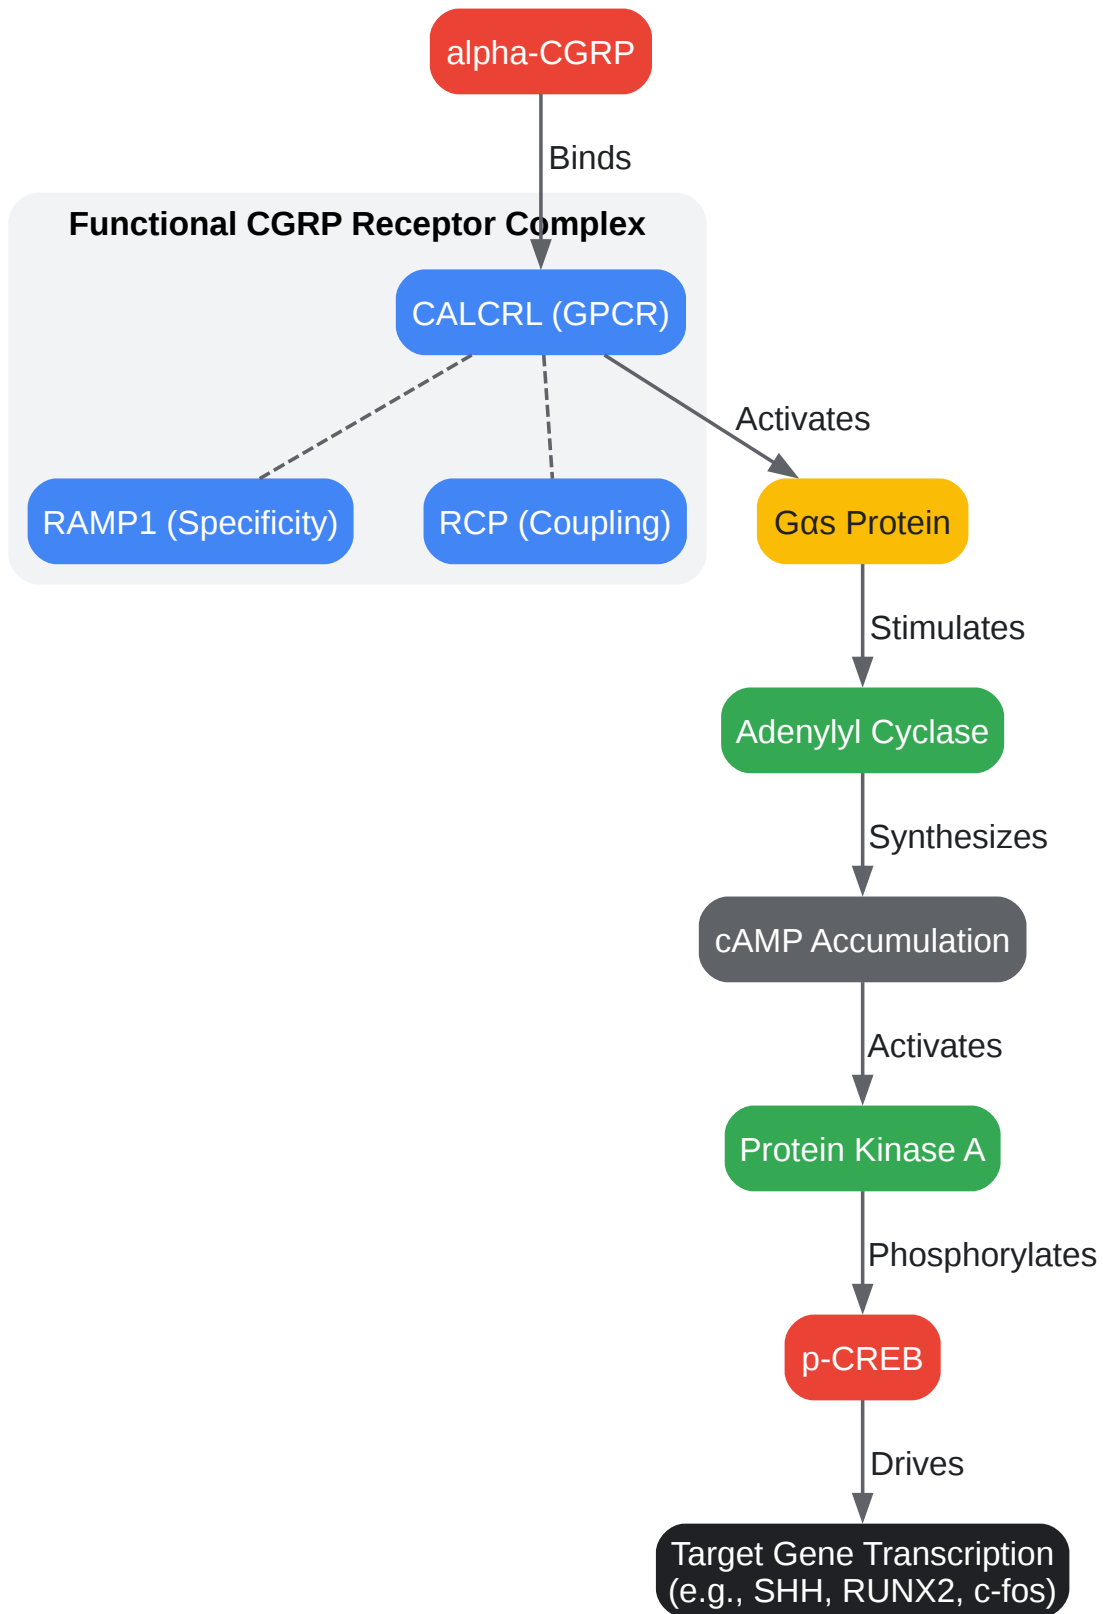 alpha-CGRP
Binds
Functional CGRP Receptor Complex
CALCRL (GPCR)
Activates
RAMP1 (Specificity)
RCP (Coupling)
Gαs Protein
Stimulates
Adenylyl Cyclase
Synthesizes
cAMP Accumulation
Activates
Protein Kinase A
Phosphorylates
p-CREB
Drives
Target Gene Transcription
(e.g., SHH, RUNX2, c-fos)